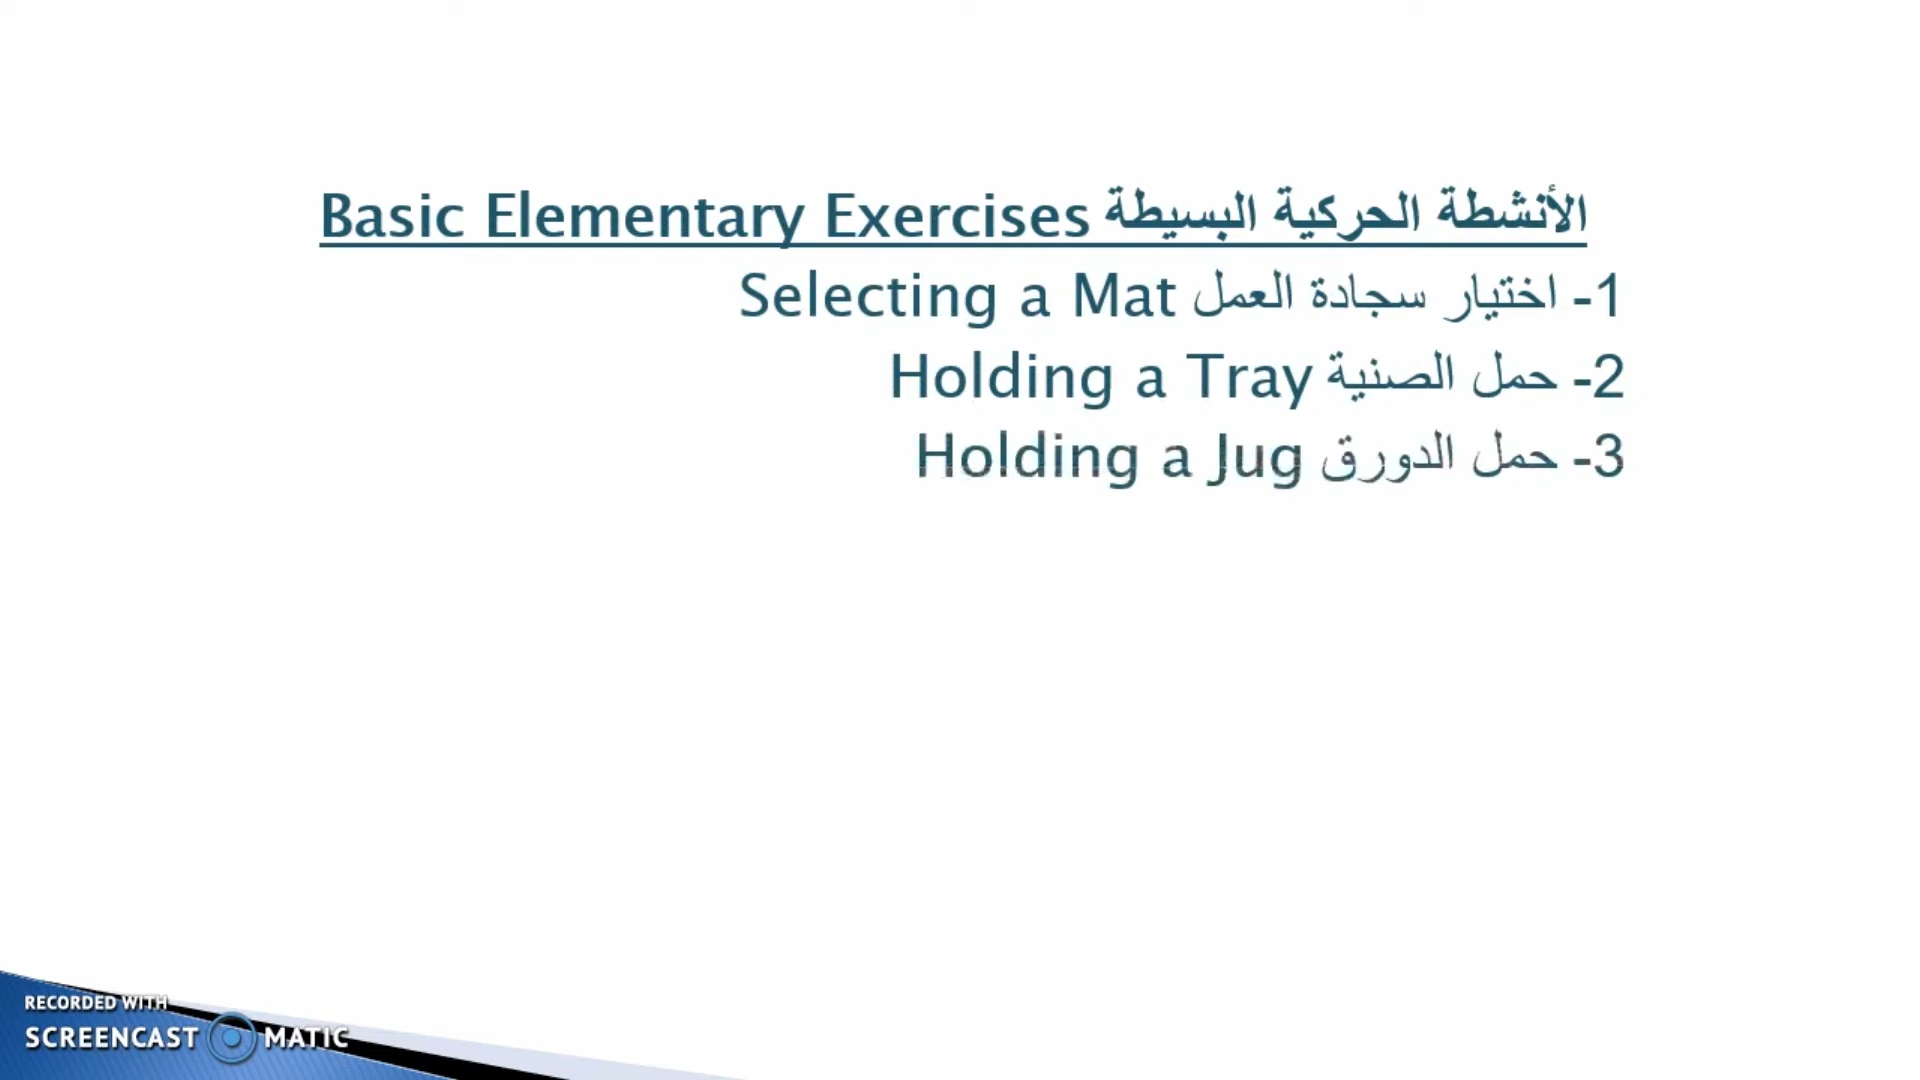 الأنشطة الحركية البسيطة Basic Elementary Exercises
1- اختيار سجادة العمل Selecting a Mat
2- حمل الصنية Holding a Tray
3- حمل الدورق Holding a Jug
RECORDED WITH
SCREENCAST MATIC